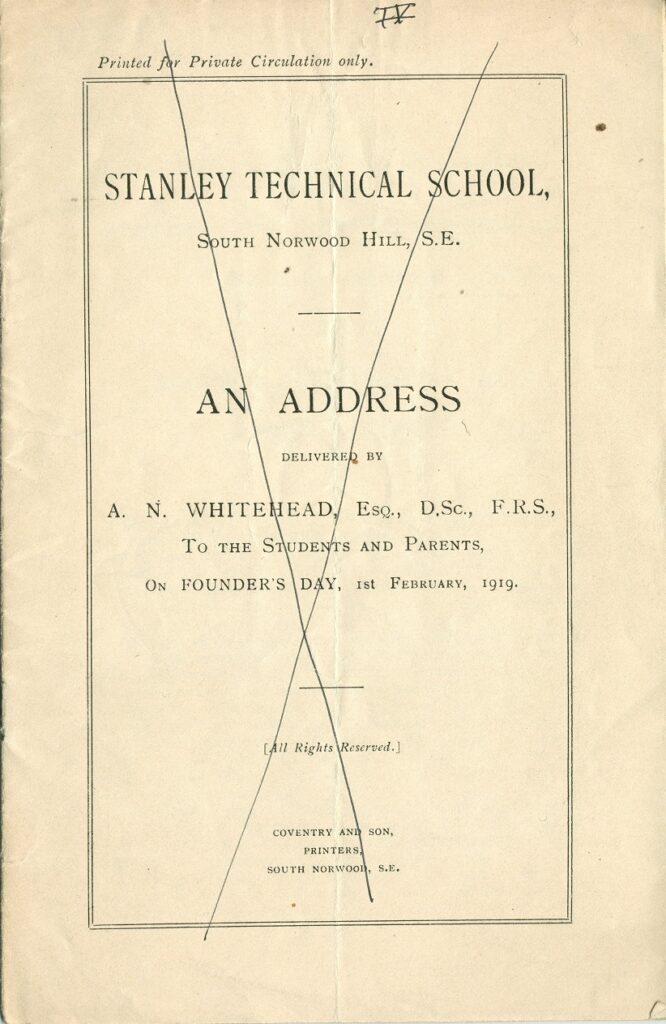 IV
Printed for Private Circulation only.
STANLEY TECHNICAL SCHOOL,
SOUTH NORWOOD HILL, S.E.
AN ADDRESS
DELIVERED BY
A. N. WHITEHEAD, ESQ., D.SC., F.R.S.,
TO THE STUDENTS AND PARENTS,
ON FOUNDER'S DAY, 1st FEBRUARY, 1919.
[All Rights Reserved.]
COVENTRY AND SON,
PRINTERS,
SOUTH NORWOOD, S.E.